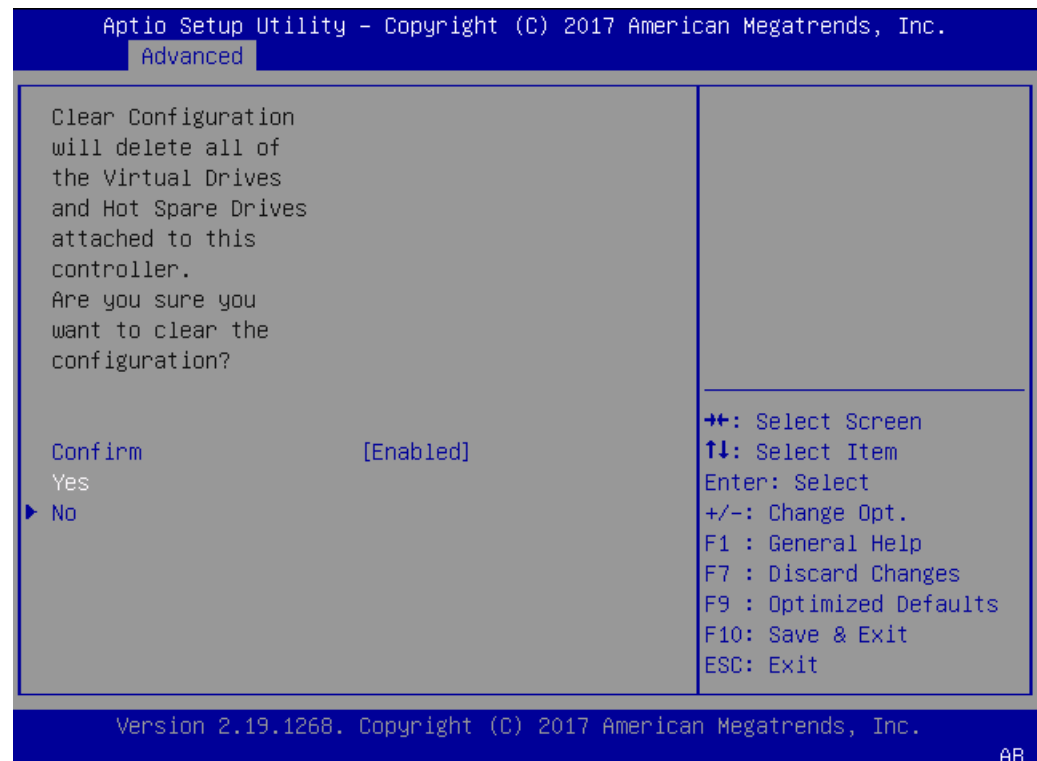 Aptio Setup Utility – Copyright (C) 2017 American Megatrends, Inc.
Advanced
Clear Configuration
will delete all of
the Virtual Drives
and Hot Spare Drives
attached to this
controller.
Are you sure you
want to clear the
configuration?
Confirm [Enabled]
Yes
▶ No
→←: Select Screen
↑↓: Select Item
Enter: Select
+/-: Change Opt.
F1 : General Help
F7 : Discard Changes
F9 : Optimized Defaults
F10: Save & Exit
ESC: Exit
Version 2.19.1268. Copyright (C) 2017 American Megatrends, Inc.
AB